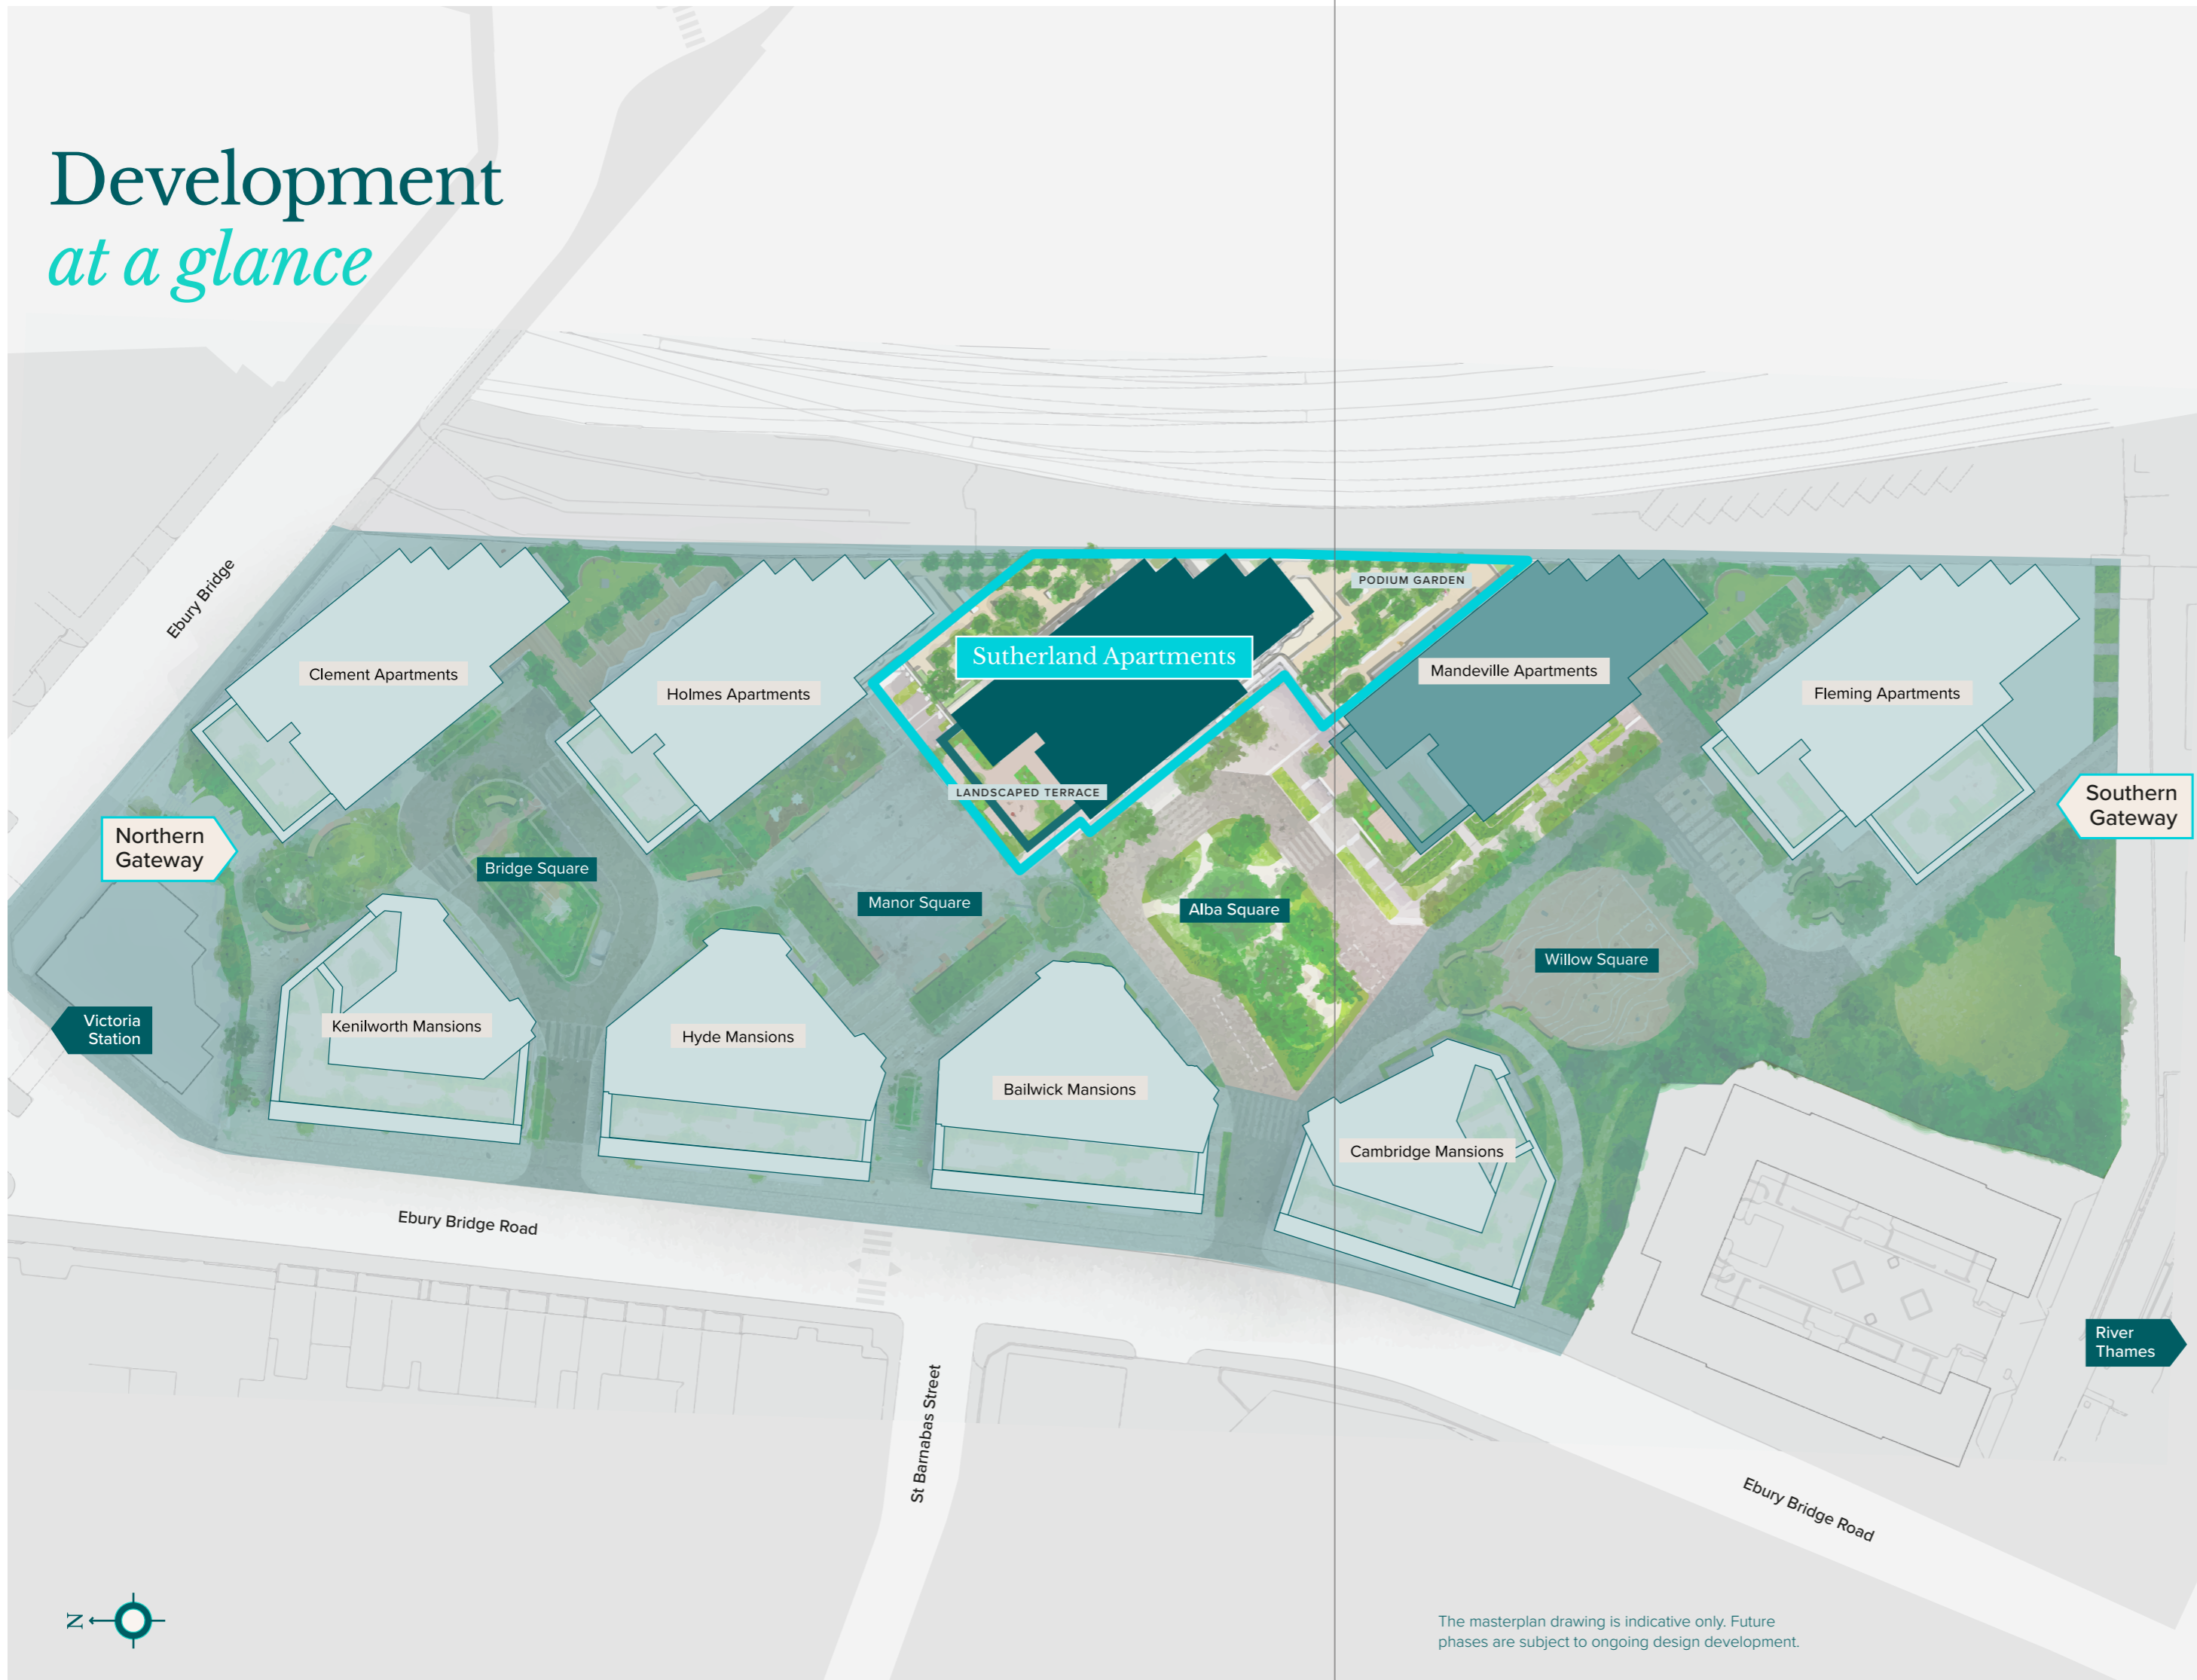 Development
at a glance
Ebury Bridge
PODIUM GARDEN
Sutherland Apartments
Clement Apartments
Holmes Apartments
Mandeville Apartments
Fleming Apartments
LANDSCAPED TERRACE
Northern
Gateway
Southern
Gateway
Bridge Square
Manor Square
Alba Square
Willow Square
Victoria
Station
Kenilworth Mansions
Hyde Mansions
Bailwick Mansions
Cambridge Mansions
Ebury Bridge Road
River
Thames
St Barnabas Street
Ebury Bridge Road
N
The masterplan drawing is indicative only. Future
phases are subject to ongoing design development.